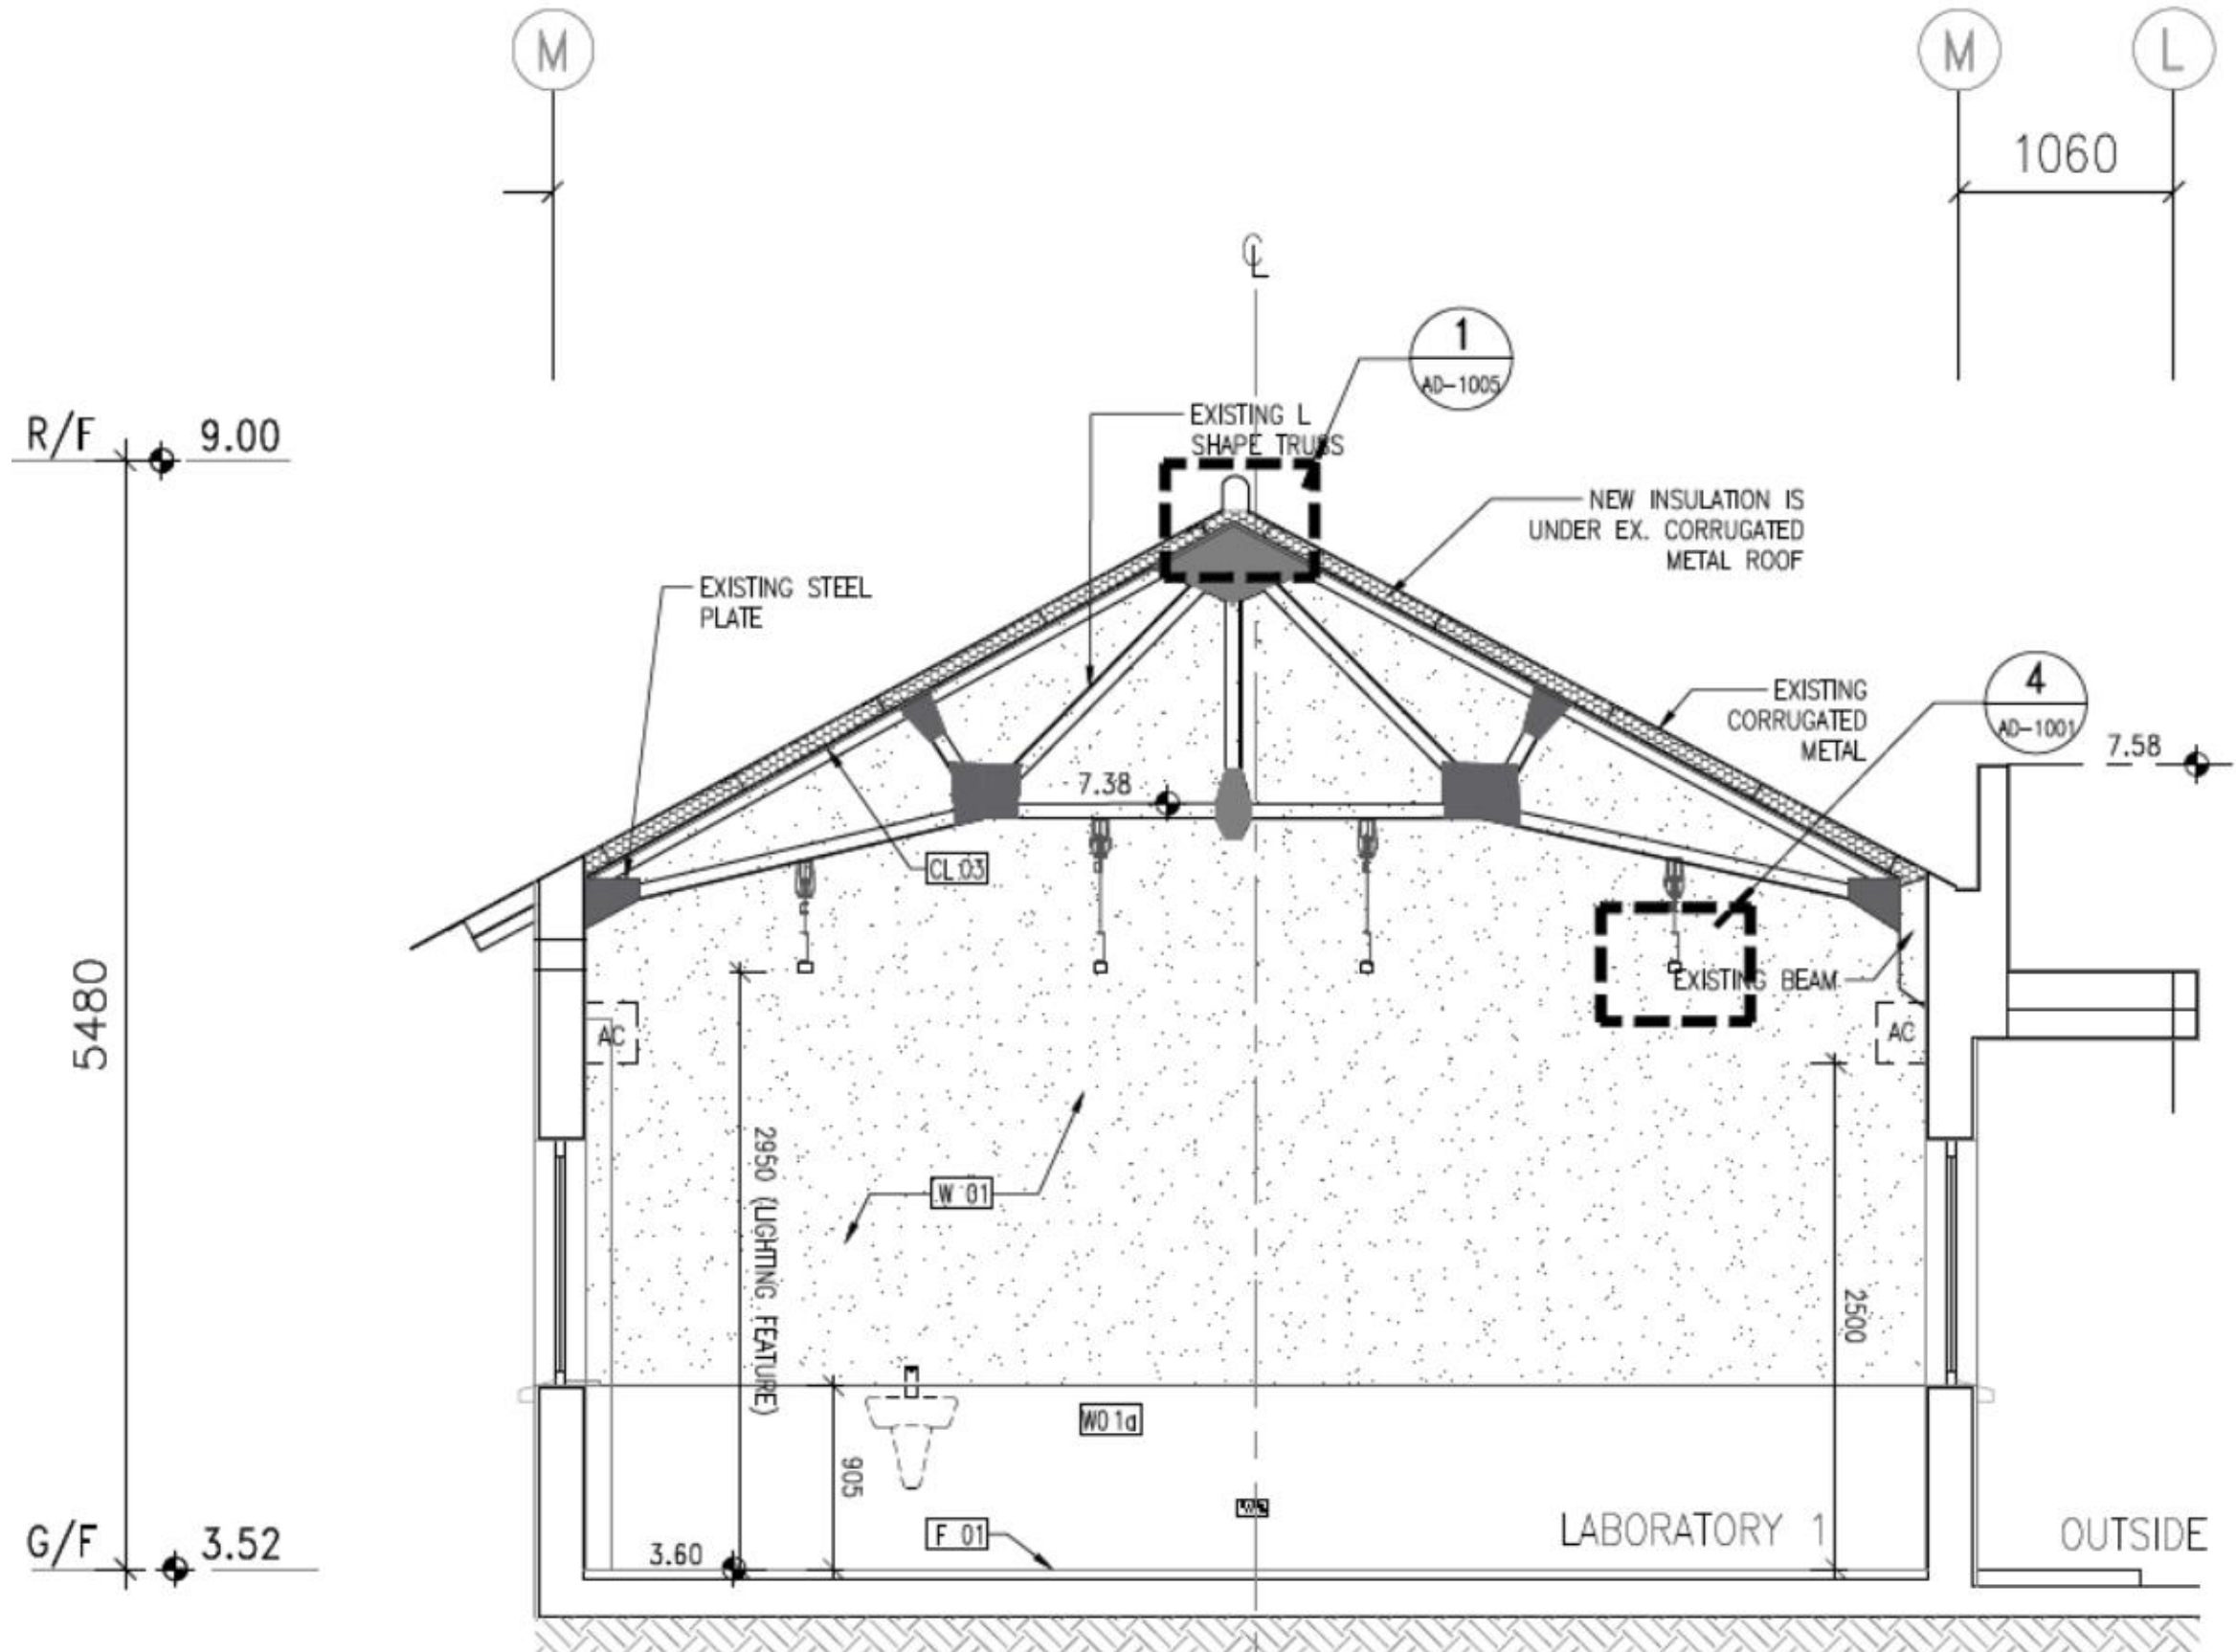 M
M
L
1060
CL
1
AD-1005
R/F
9.00
EXISTING L
SHAPE TRUSS
NEW INSULATION IS
UNDER EX. CORRUGATED
METAL ROOF
EXISTING STEEL
PLATE
4
AD-1001
EXISTING
CORRUGATED
METAL
7.58
7.38
CL.03
5480
EXISTING BEAM
AC
AC
2950 (LIGHTING FEATURE)
W 01
2500
W01a
905
F 01
LABORATORY 1
OUTSIDE
G/F
3.52
3.60